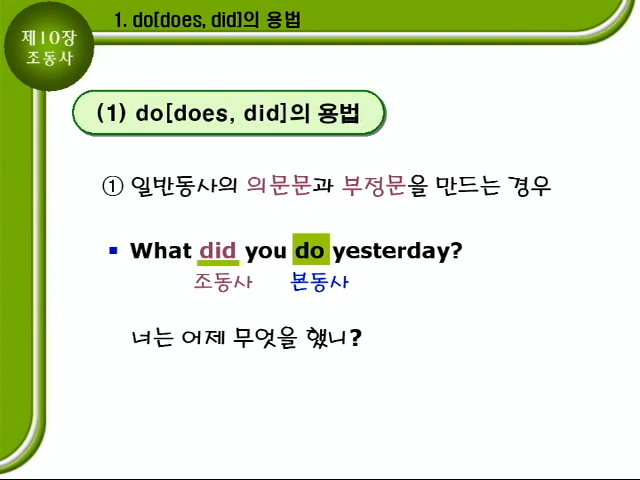 제10장
조동사
1. do[does, did]의 용법
(1) do[does, did]의 용법
① 일반동사의 의문문과 부정문을 만드는 경우
What did you do yesterday?
조동사 본동사
너는 어제 무엇을 했니?